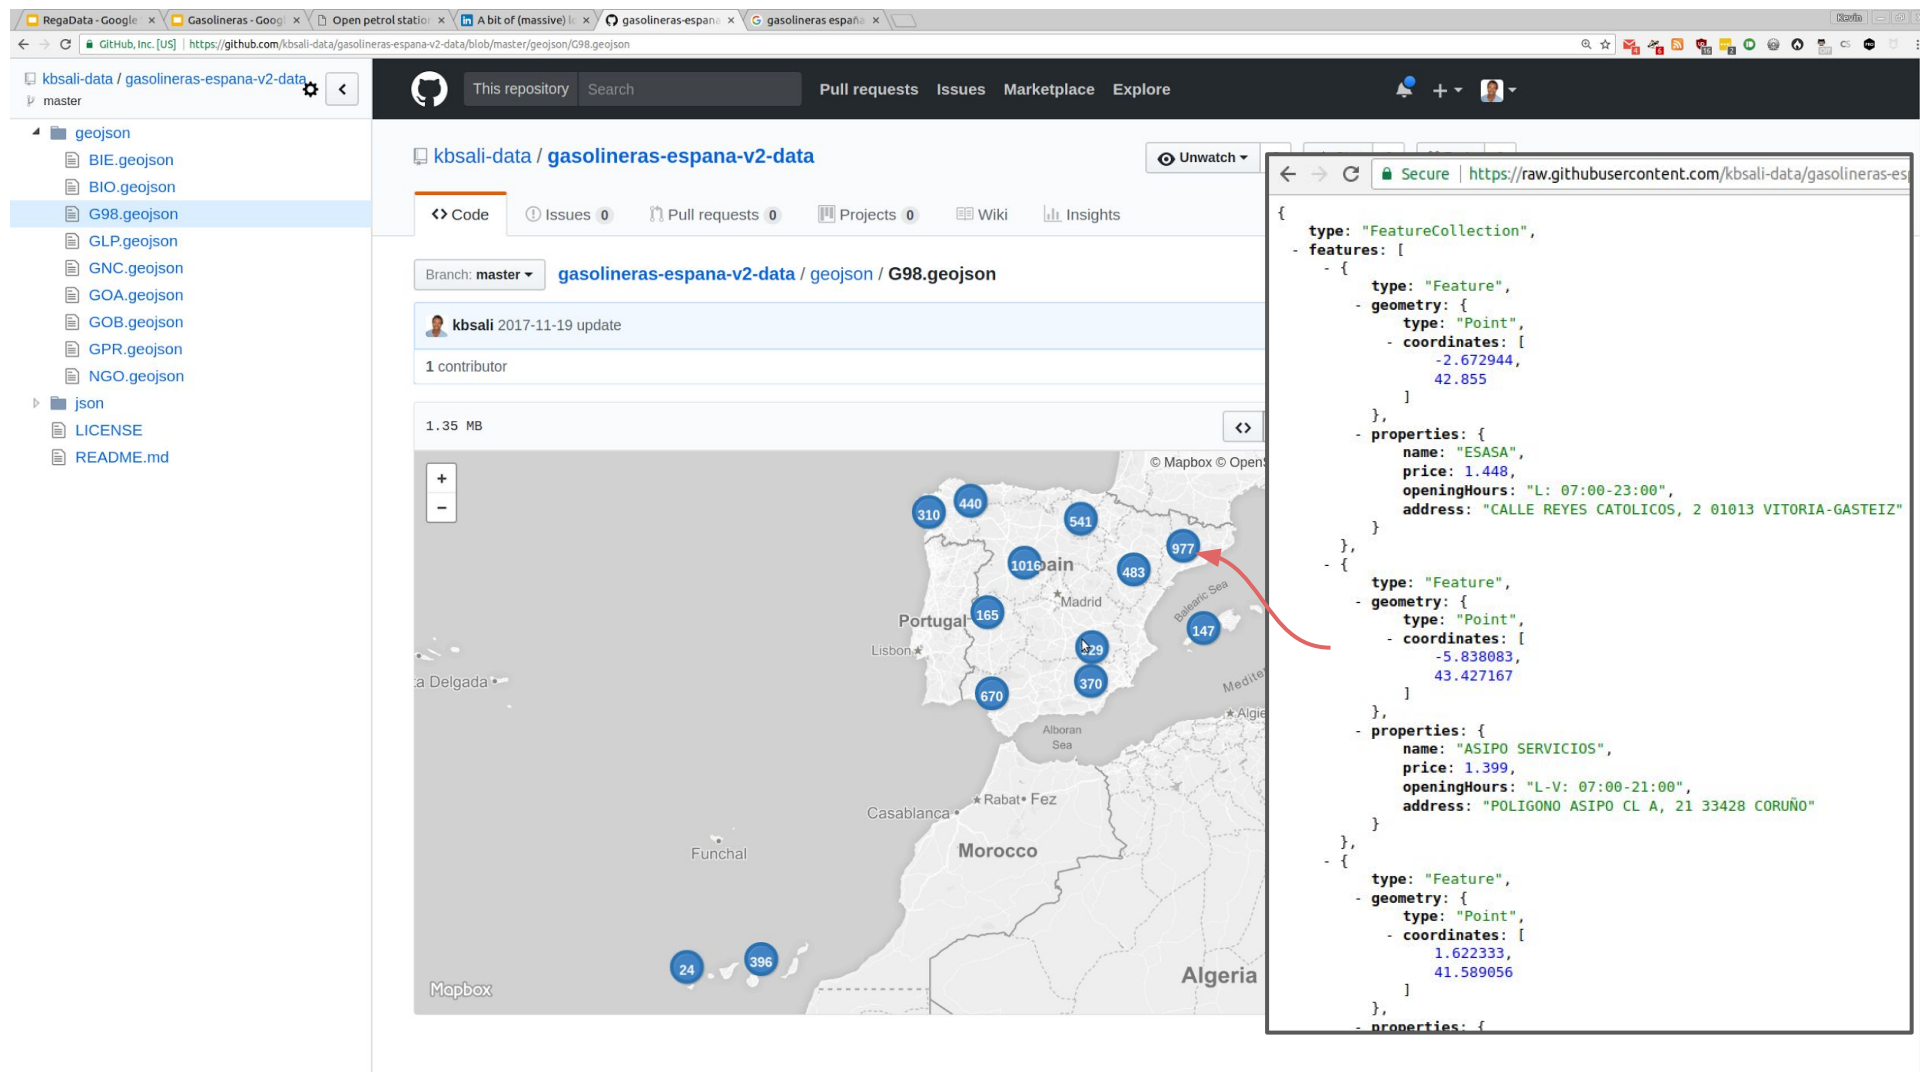 RegaData - Google
Gasolineras - Goog
Open petrol station
A bit of (massive) l
gasolineras-espana
gasolineras españa
Kevin
GitHub, Inc. [US] | https://github.com/kbsali-data/gasolineras-espana-v2-data/blob/master/geojson/G98.geojson
kbsali-data / gasolineras-espana-v2-data
master
geojson
BIE.geojson
BIO.geojson
G98.geojson
GLP.geojson
GNC.geojson
GOA.geojson
GOB.geojson
GPR.geojson
NGO.geojson
json
LICENSE
README.md
This repository Search
Pull requests Issues Marketplace Explore
kbsali-data / gasolineras-espana-v2-data
Unwatch
Code Issues 0 Pull requests 0 Projects 0 Wiki Insights
Branch: master gasolineras-espana-v2-data / geojson / G98.geojson
kbsali 2017-11-19 update
1 contributor
1.35 MB
<>
+
-
© Mapbox © OpenS
440
310
541
977
1016
pain
483
Madrid
Balearic Sea
165
Portugal
147
Lisbon
29
a Delgada
370
Medite
670
Algie
Alboran
Sea
Rabat Fez
Casablanca
Morocco
Funchal
24
396
Algeria
Mapbox
Secure | https://raw.githubusercontent.com/kbsali-data/gasolineras-esp
{
type: "FeatureCollection",
- features: [
- {
type: "Feature",
- geometry: {
type: "Point",
- coordinates: [
-2.672944,
42.855
]
},
- properties: {
name: "ESASA",
price: 1.448,
openingHours: "L: 07:00-23:00",
address: "CALLE REYES CATOLICOS, 2 01013 VITORIA-GASTEIZ"
}
},
- {
type: "Feature",
- geometry: {
type: "Point",
- coordinates: [
-5.838083,
43.427167
]
},
- properties: {
name: "ASIPO SERVICIOS",
price: 1.399,
openingHours: "L-V: 07:00-21:00",
address: "POLIGONO ASIPO CL A, 21 33428 CORUÑO"
}
},
- {
type: "Feature",
- geometry: {
type: "Point",
- coordinates: [
1.622333,
41.589056
]
},
- properties: {